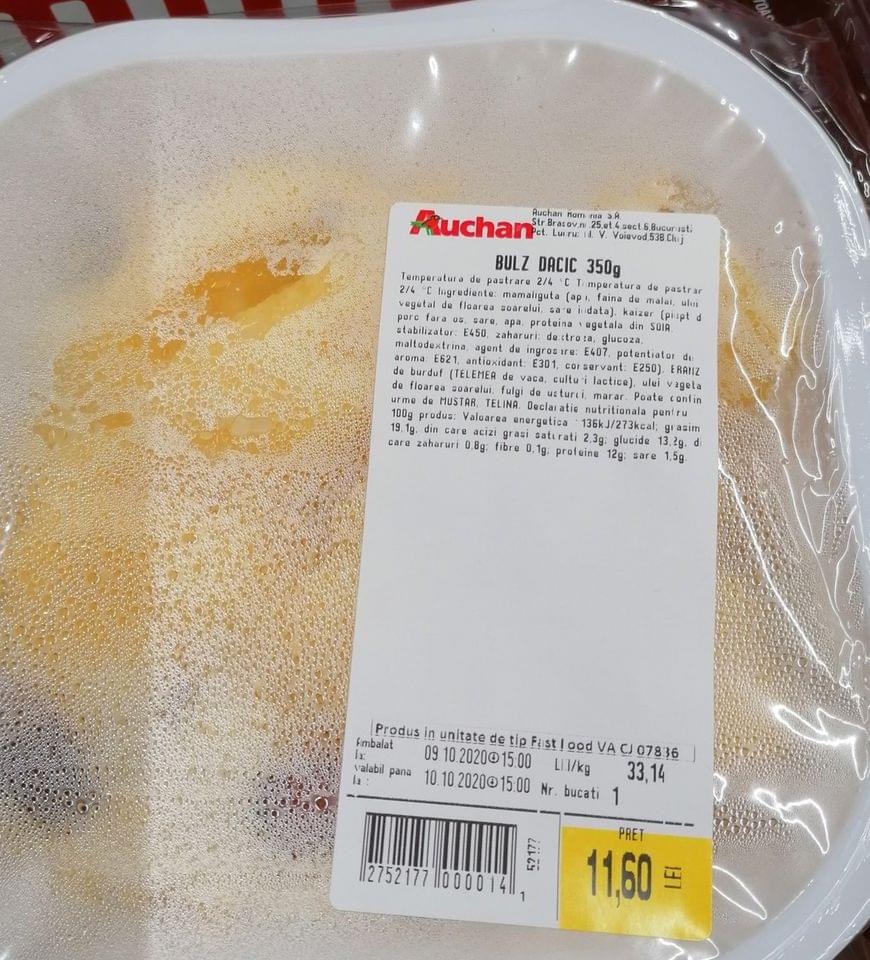 Auchan
Auchan Romania S.A.
Str.Brasov,nr.25,et.4,sect.6,Bucuresti
Pct. Lucru: V. Voievod,53B,Cluj
BULZ DACIC 350g
Temperatura de pastrare 2/4 °C Temperatura de pastrar
2/4 °C Ingrediente: mamaliguta (apa, faina de malai, ulei
vegetal de floarea soarelui, sare iodata), kaizer (piept d
porc fara os, sare, apa, proteina vegetala din SOIA,
stabilizator: E450, zaharuri: dextroza, glucoza,
maltodextrina, agent de ingrosare: E407, potentiator de
aroma: E621, antioxidant: E301, conservant: E250), BRANZ
de burduf (TELEMEA de vaca, culturi lactice), ulei vegeta
de floarea soarelui, fulgi de usturoi, marar. Poate contin
urme de MUSTAR, TELINA. Declaratie nutritionala pentru
100g produs: Valoarea energetica 1136kJ/273kcal; grasim
19,1g, din care acizi grasi saturati 2,3g; glucide 13,2g, di
care zaharuri 0,8g; fibre 0,1g; proteine 12g; sare 1,5g.
Produs in unitate de tip Fast Food VA CJ 07836
Ambalat la: 09.10.2020 15:00 LEI/kg 33,14
valabil pana la : 10.10.2020 15:00 Nr. bucati 1
2752177 000014 1
52177
PRET
11,60 LEI